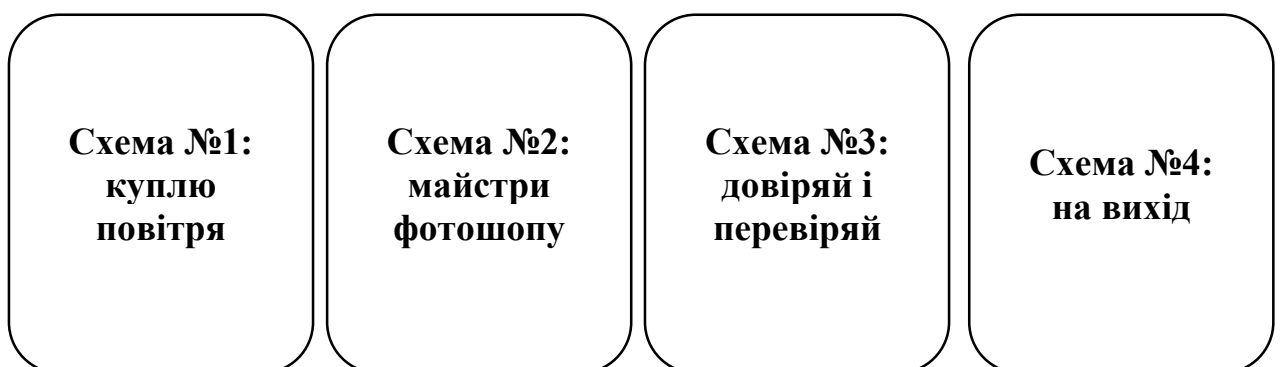 Схема №1:
куплю
повітря
Схема №2:
майстри
фотошопу
Схема №3:
довіряй і
перевіряй
Схема №4:
на вихід